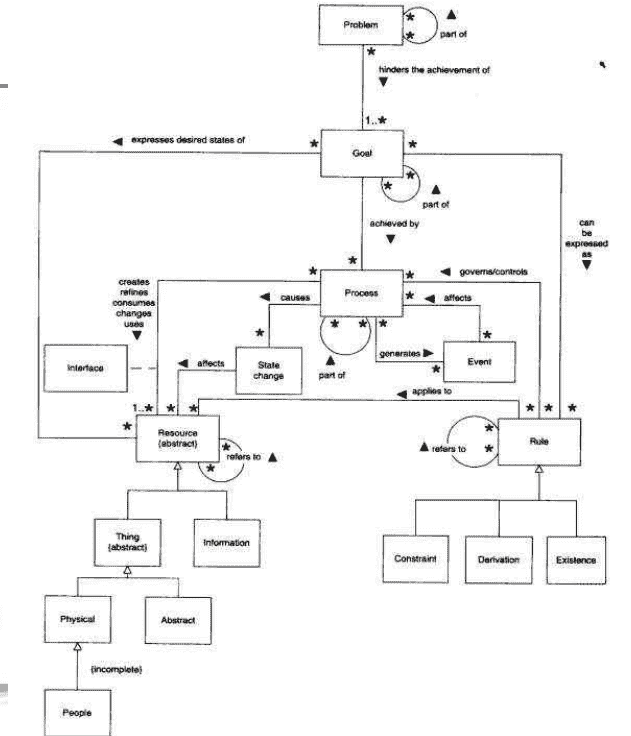 Problem
part of
hinders the achievement of
1..*
expresses desired states of
Goal
part of
achieved by
can
be
expressed
as
creates
refines
consumes
changes
uses
governs/controls
Process
causes
affects
Interface
affects
State
change
part of
generates
Event
applies to
1..*
Resource
(abstract)
refers to
refers to
Rule
Thing
(abstract)
Information
Constraint
Derivation
Existence
Physical
Abstract
{incomplete}
People